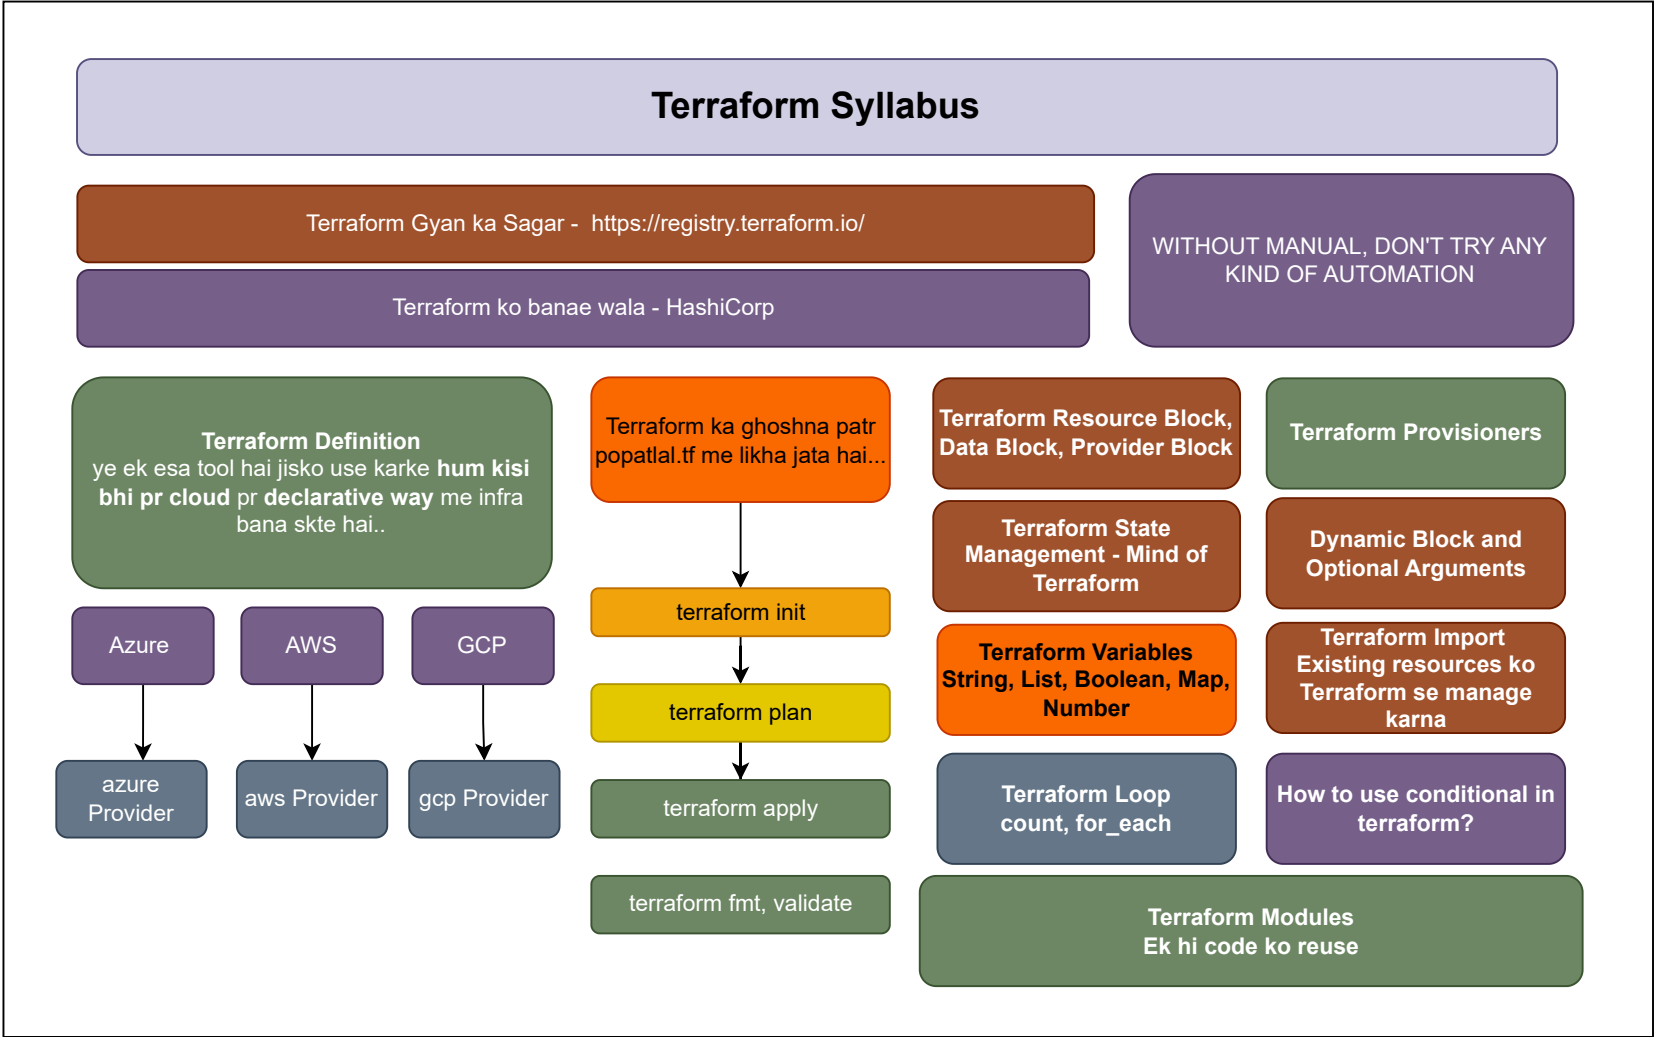 Terraform Syllabus
Terraform Gyan ka Sagar -  https://registry.terraform.io/
Terraform ko banae wala - HashiCorp
WITHOUT MANUAL, DON'T TRY ANY
KIND OF AUTOMATION
Terraform Definition
ye ek esa tool hai jisko use karke hum kisi
bhi pr cloud pr declarative way me infra
bana skte hai..
Azure
AWS
GCP
azure
Provider
aws Provider
gcp Provider
Terraform ka ghoshna patr
popatlal.tf me likha jata hai...
terraform init
terraform plan
terraform apply
terraform fmt, validate
Terraform Resource Block,
Data Block, Provider Block
Terraform Provisioners
Terraform State
Management - Mind of
Terraform
Dynamic Block and
Optional Arguments
Terraform Variables
String, List, Boolean, Map,
Number
Terraform Import
Existing resources ko
Terraform se manage
karna
Terraform Loop
count, for_each
How to use conditional in
terraform?
Terraform Modules
Ek hi code ko reuse